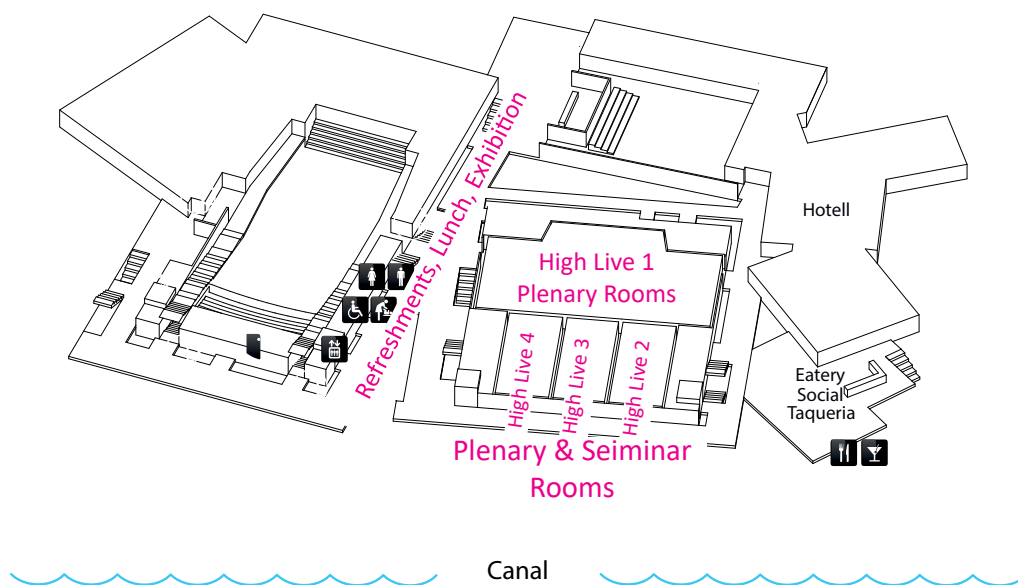 Refreshments, Lunch, Exhibition
Hotell
High Live 1
Plenary Rooms
High Live 4
High Live 3
High Live 2
Eatery
Social
Taqueria
Plenary & Seiminar
Rooms
Canal